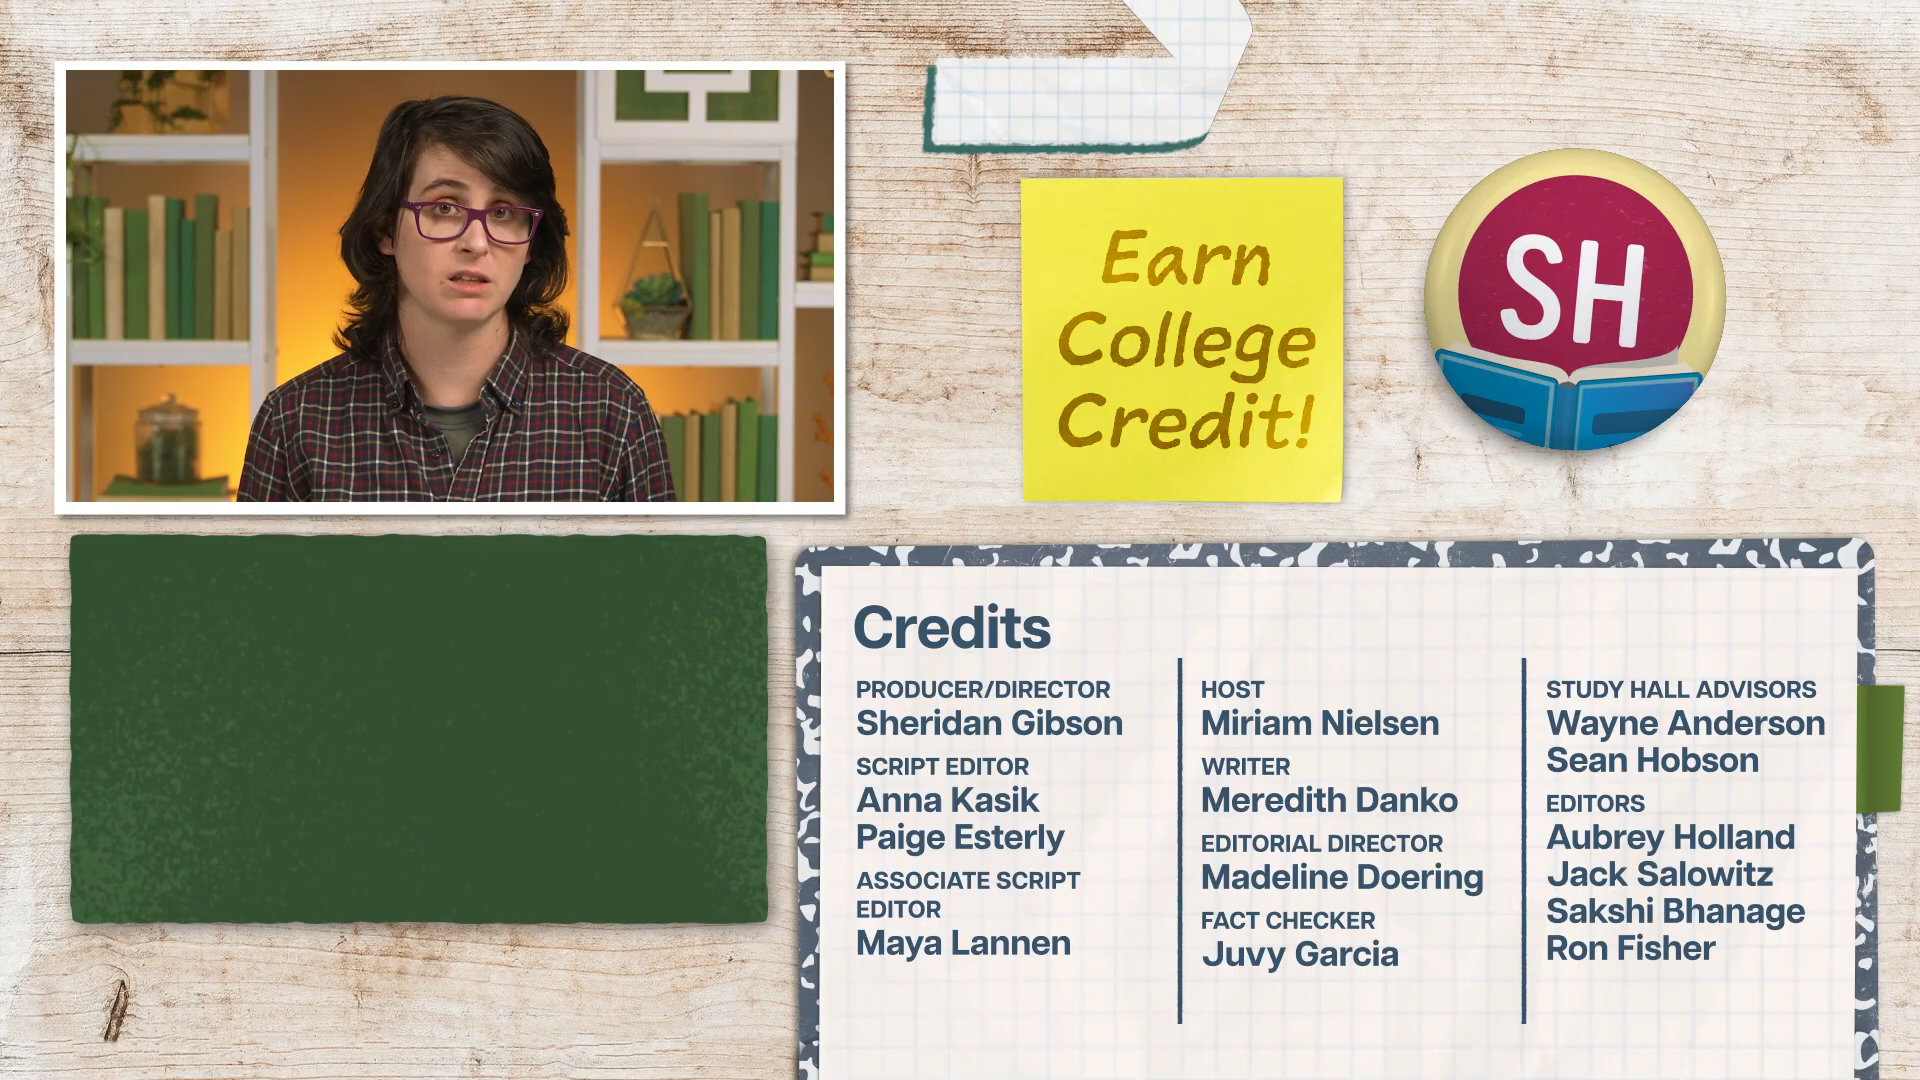 Earn
College
Credit!
SH
Credits
PRODUCER/DIRECTOR
Sheridan Gibson
SCRIPT EDITOR
Anna Kasik
Paige Esterly
ASSOCIATE SCRIPT
EDITOR
Maya Lannen
HOST
Miriam Nielsen
WRITER
Meredith Danko
EDITORIAL DIRECTOR
Madeline Doering
FACT CHECKER
Juvy Garcia
STUDY HALL ADVISORS
Wayne Anderson
Sean Hobson
EDITORS
Aubrey Holland
Jack Salowitz
Sakshi Bhanage
Ron Fisher